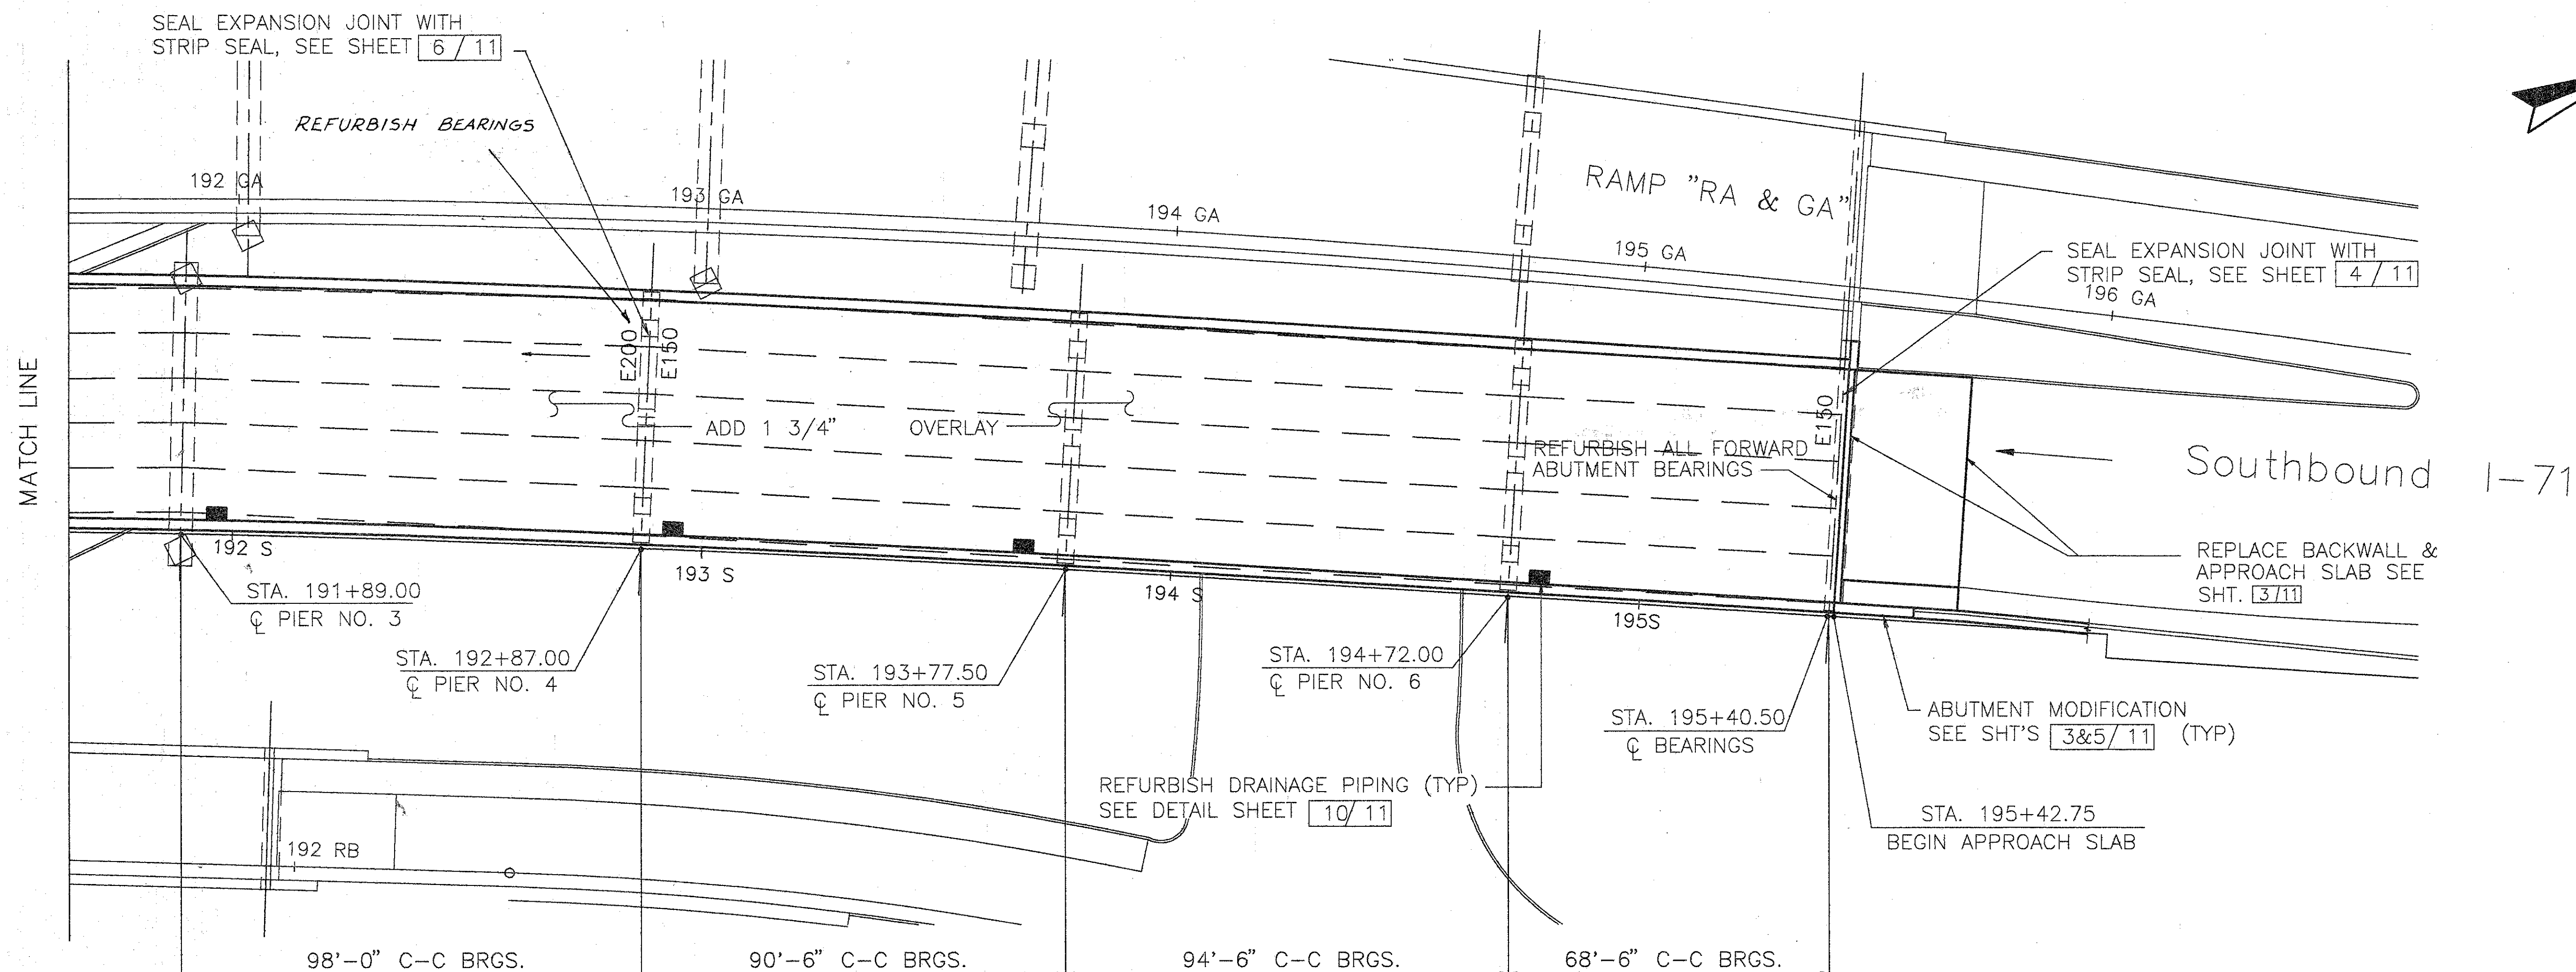 SEAL EXPANSION JOINT WITH
STRIP SEAL, SEE SHEET 6 / 11
REFURBISH BEARINGS
192 GA
193 GA
194 GA
RAMP "RA & GA"
195 GA
SEAL EXPANSION JOINT WITH
STRIP SEAL, SEE SHEET 4 / 11
196 GA
MATCH LINE
E200
E150
ADD 1 3/4" OVERLAY
E150
REFURBISH ALL FORWARD
ABUTMENT BEARINGS
Southbound I-71
192 S
193 S
194 S
195S
REPLACE BACKWALL &
APPROACH SLAB SEE
SHT. 3/11
STA. 191+89.00
℄ PIER NO. 3
STA. 192+87.00
℄ PIER NO. 4
STA. 193+77.50
℄ PIER NO. 5
STA. 194+72.00
℄ PIER NO. 6
STA. 195+40.50
℄ BEARINGS
ABUTMENT MODIFICATION
SEE SHT'S 3&5/ 11 (TYP)
REFURBISH DRAINAGE PIPING (TYP)
SEE DETAIL SHEET 10/ 11
STA. 195+42.75
BEGIN APPROACH SLAB
192 RB
98'-0" C-C BRGS.
90'-6" C-C BRGS.
94'-6" C-C BRGS.
68'-6" C-C BRGS.